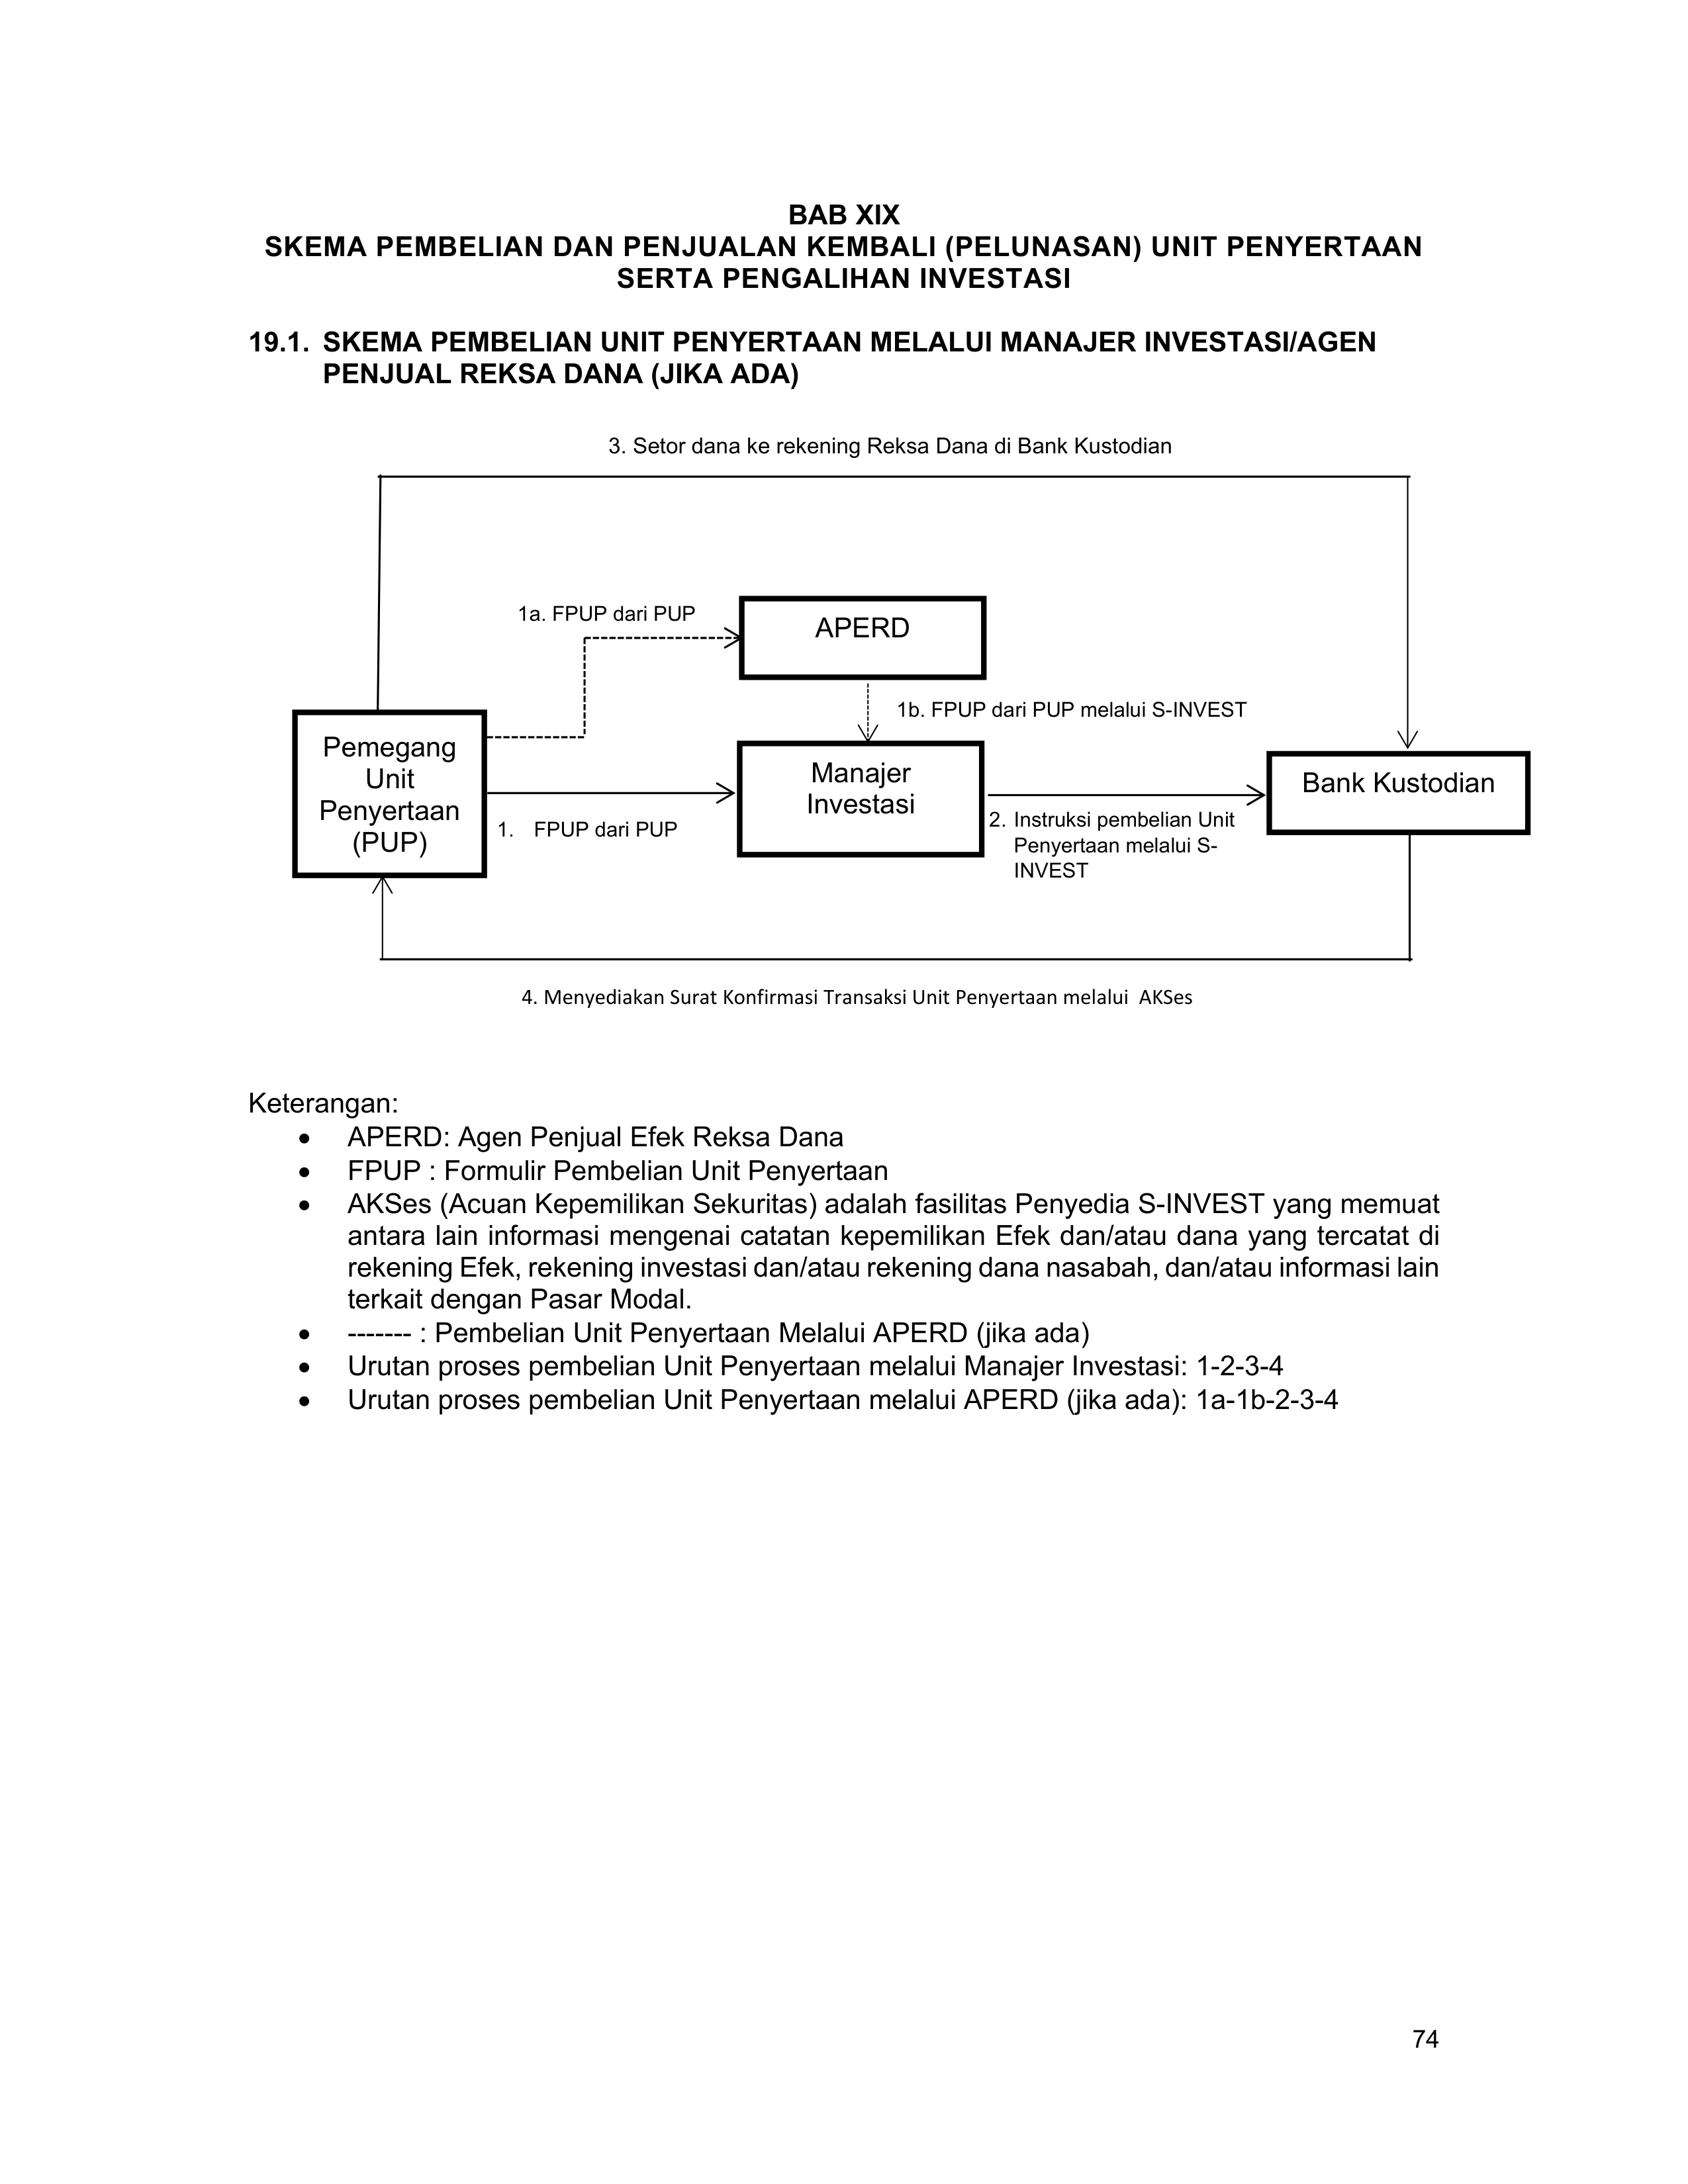 BAB XIX
SKEMA PEMBELIAN DAN PENJUALAN KEMBALI (PELUNASAN) UNIT PENYERTAAN
SERTA PENGALIHAN INVESTASI
19.1. SKEMA PEMBELIAN UNIT PENYERTAAN MELALUI MANAJER INVESTASI/AGEN
PENJUAL REKSA DANA (JIKA ADA)
3. Setor dana ke rekening Reksa Dana di Bank Kustodian
1a. FPUP dari PUP
APERD
1b. FPUP dari PUP melalui S-INVEST
Pemegang
Unit
Penyertaan
(PUP)
1. FPUP dari PUP
Manajer
Investasi
2. Instruksi pembelian Unit
Penyertaan melalui S-
INVEST
Bank Kustodian
4. Menyediakan Surat Konfirmasi Transaksi Unit Penyertaan melalui AKSes
Keterangan:
• APERD: Agen Penjual Efek Reksa Dana
• FPUP : Formulir Pembelian Unit Penyertaan
• AKSes (Acuan Kepemilikan Sekuritas) adalah fasilitas Penyedia S-INVEST yang memuat
antara lain informasi mengenai catatan kepemilikan Efek dan/atau dana yang tercatat di
rekening Efek, rekening investasi dan/atau rekening dana nasabah, dan/atau informasi lain
terkait dengan Pasar Modal.
• ------- : Pembelian Unit Penyertaan Melalui APERD (jika ada)
• Urutan proses pembelian Unit Penyertaan melalui Manajer Investasi: 1-2-3-4
• Urutan proses pembelian Unit Penyertaan melalui APERD (jika ada): 1a-1b-2-3-4
74